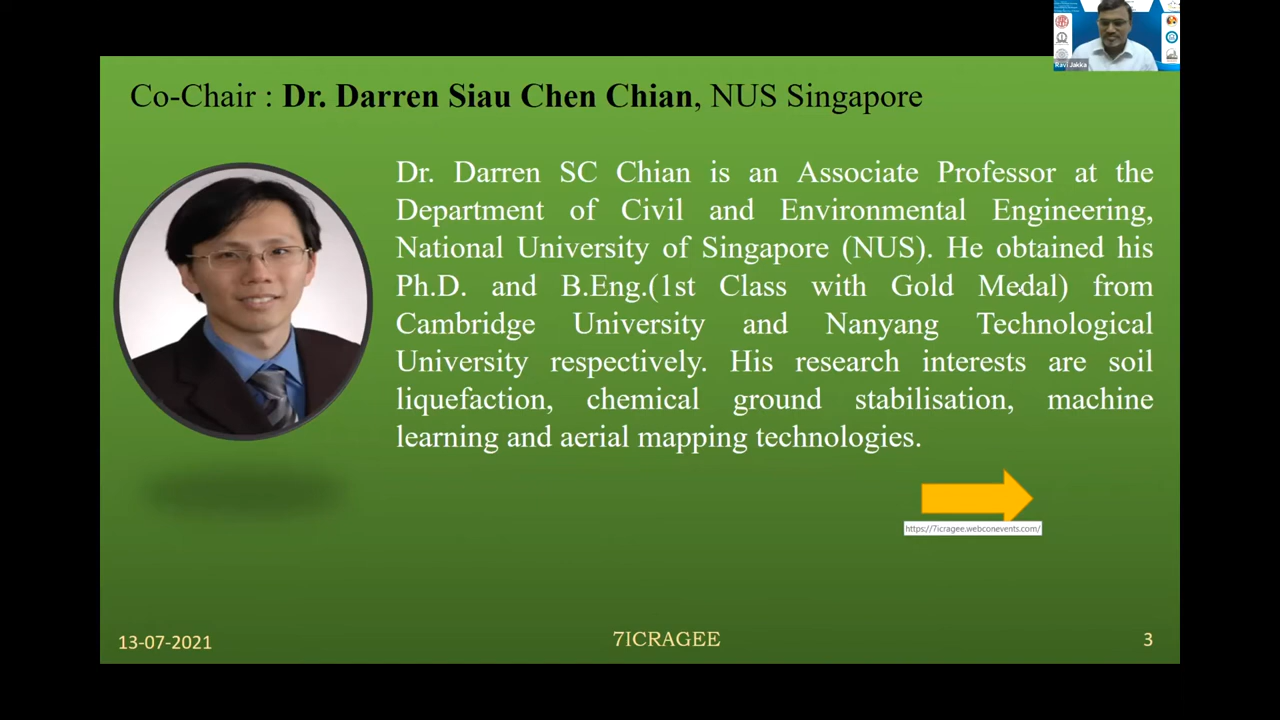 Ravi Jakka
Co-Chair : Dr. Darren Siau Chen Chian, NUS Singapore
Dr. Darren SC Chian is an Associate Professor at the
Department of Civil and Environmental Engineering,
National University of Singapore (NUS). He obtained his
Ph.D. and B.Eng.(1st Class with Gold Medal) from
Cambridge University and Nanyang Technological
University respectively. His research interests are soil
liquefaction, chemical ground stabilisation, machine
learning and aerial mapping technologies.
https://7icragee.webconevents.com/
13-07-2021
7ICRAGEE
3